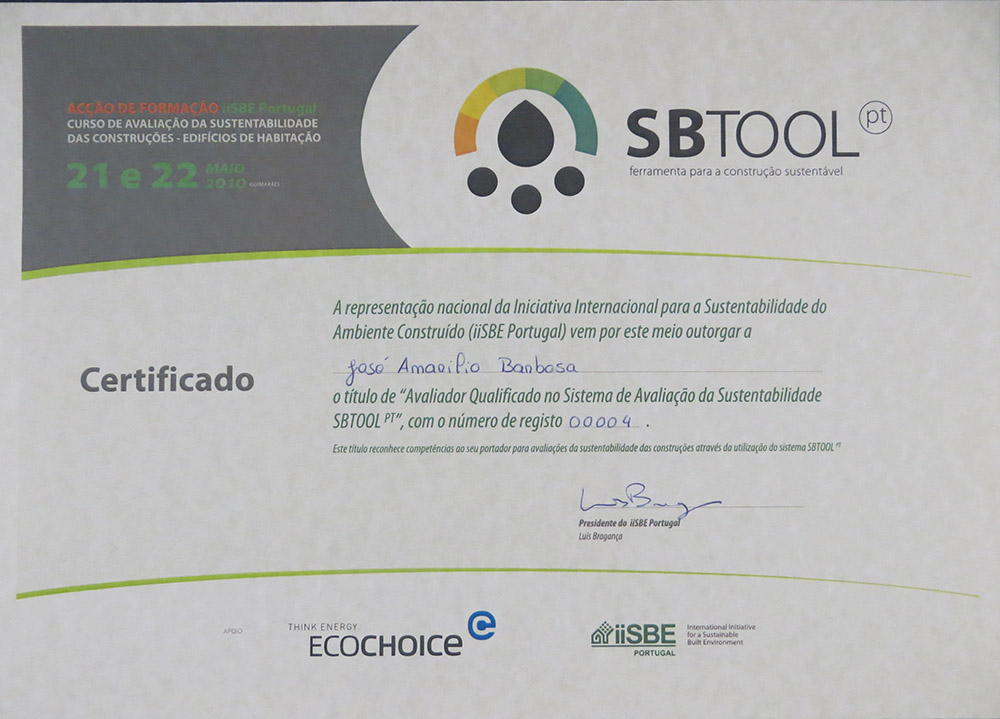 ACÇÃO DE FORMAÇÃO iiSBE Portugal
CURSO DE AVALIAÇÃO DA SUSTENTABILIDADE
DAS CONSTRUÇÕES - EDIFÍCIOS DE HABITAÇÃO
21 e 22 MAIO
2010 GUIMARÃES
SBTOOL pt
ferramenta para a construção sustentável
A representação nacional da Iniciativa Internacional para a Sustentabilidade do
Ambiente Construído (iiSBE Portugal) vem por este meio outorgar a
Certificado
José Amarilio Barbosa
o título de “Avaliador Qualificado no Sistema de Avaliação da Sustentabilidade
SBTOOL PT”, com o número de registo 00004 .
Este título reconhece competências ao seu portador para avaliações da sustentabilidade das construções através da utilização do sistema SBTOOL PT
Presidente do iiSBE Portugal
Luís Bragança
APOIO
THINK ENERGY
ECOCHOICE
iiSBE
PORTUGAL
International Initiative
for a Sustainable
Built Environment